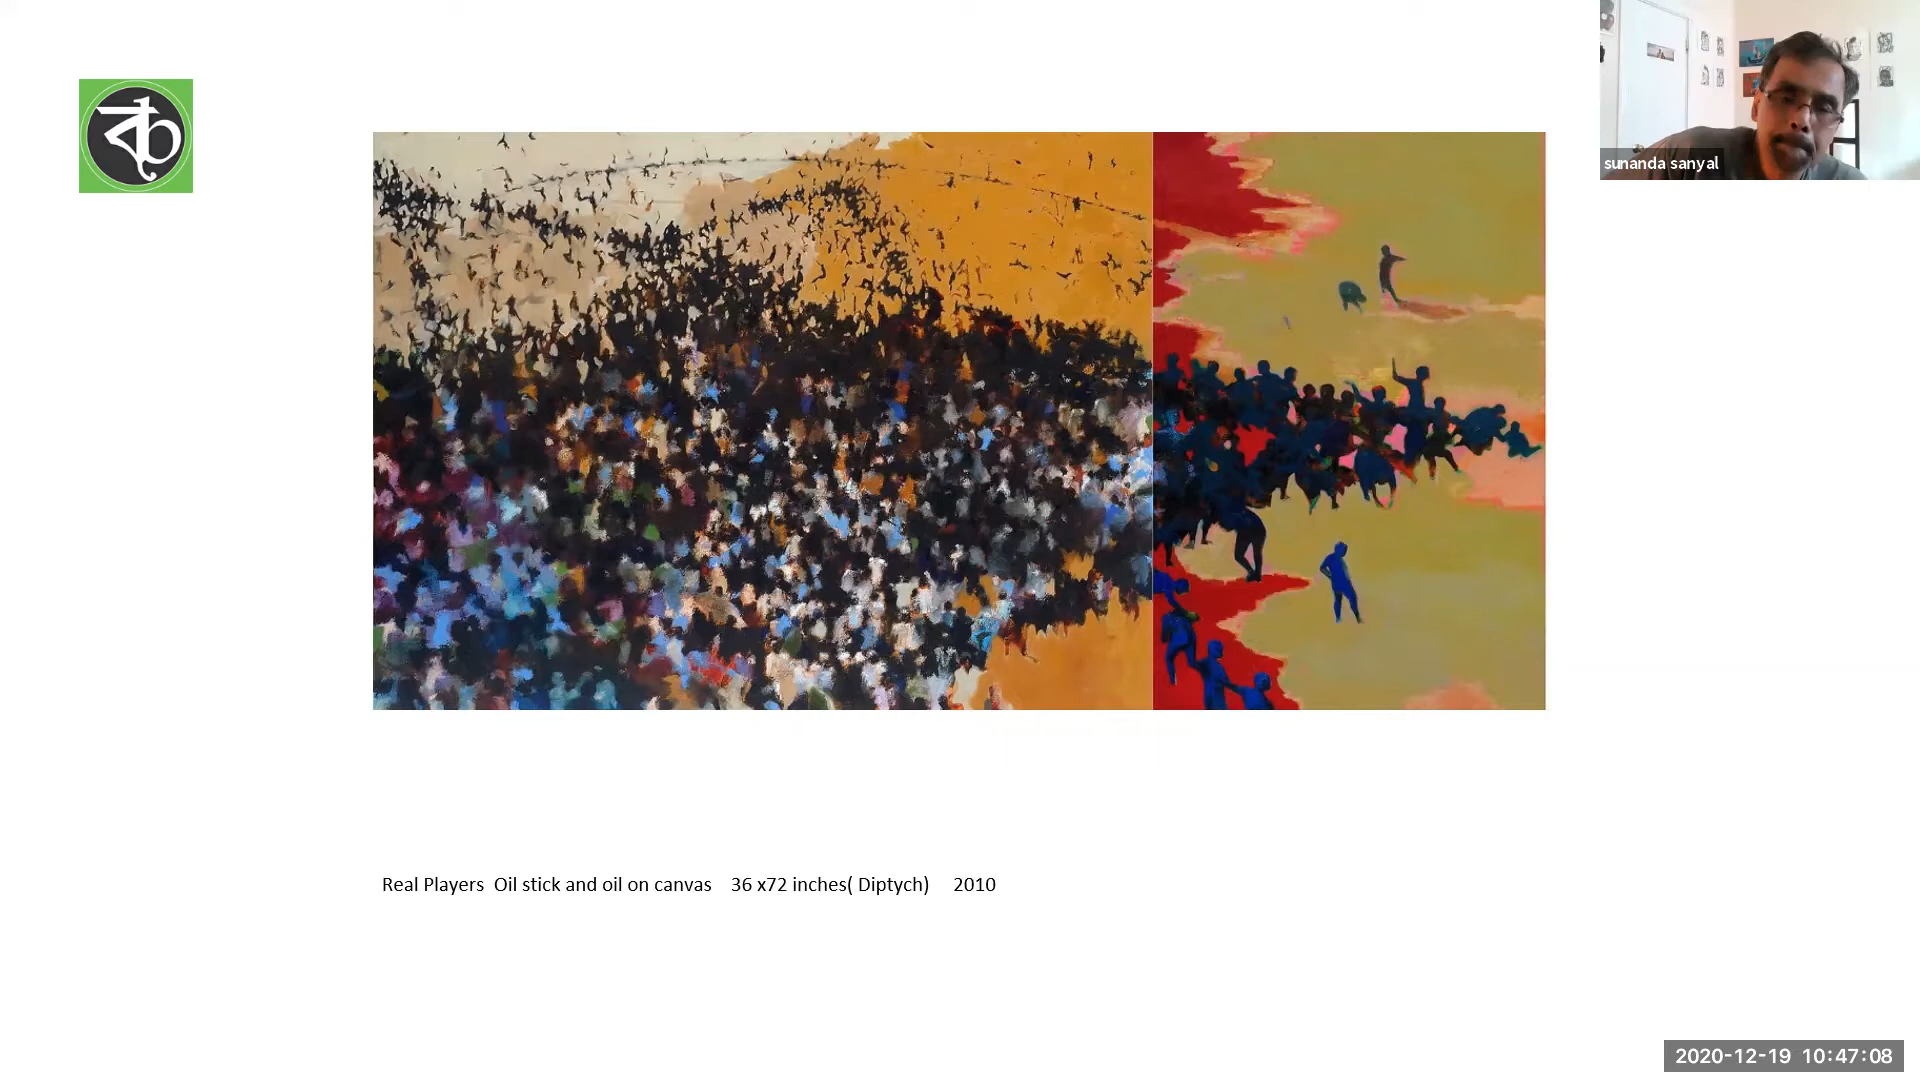 sunanda sanyal
Real Players Oil stick and oil on canvas 36 x72 inches( Diptych) 2010
2020-12-19 10:47:08